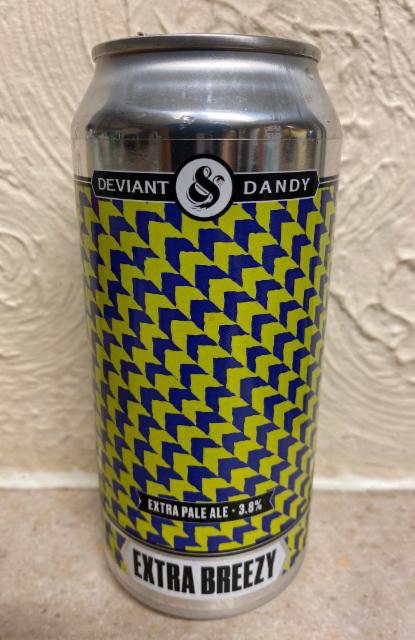 DEVIANT & DANDY
EXTRA PALE ALE · 3.8%
EXTRA BREEZY